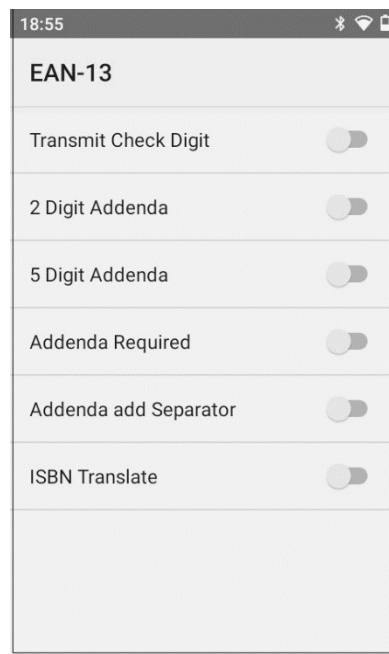 18:55
EAN-13
Transmit Check Digit
2 Digit Addenda
5 Digit Addenda
Addenda Required
Addenda add Separator
ISBN Translate